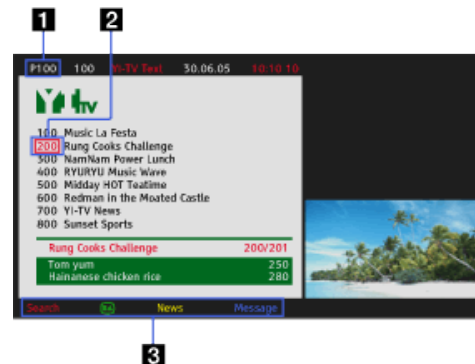 1 2
P100 100 Yi-TV Text 30.06.05 10:10 10
Yi tv
100 Music La Festa
200 Rung Cooks Challenge
300 NamNam Power Lunch
400 RYURYU Music Wave
500 Midday HOT Teatime
600 Redman in the Moated Castle
700 YI-TV News
800 Sunset Sports
Rung Cooks Challenge 200/201
Tom yum 250
Hainanese chicken rice 280
Search News Message
3